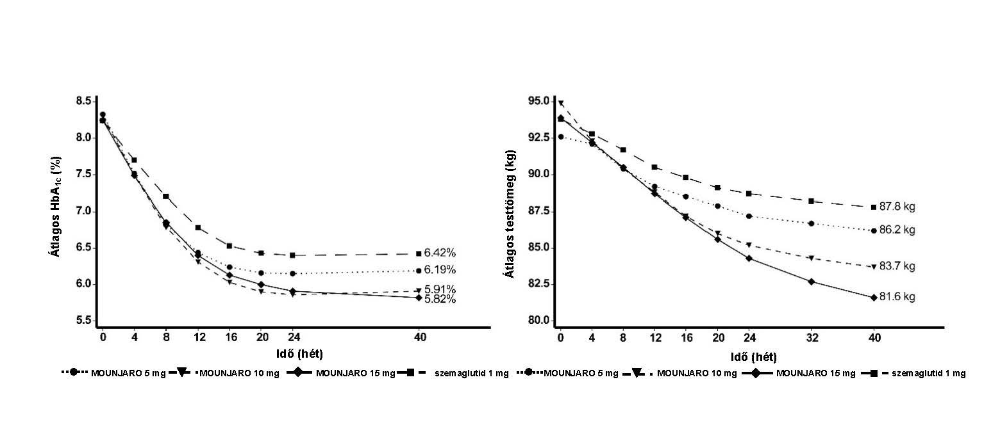 Átlagos HbA1c (%)
8.5
8.0
7.5
7.0
6.5
6.0
5.5
6.42%
6.19%
5.91%
5.82%
0 4 8 12 16 20 24 40
Idő (hét)
MOUNJARO 5 mg MOUNJARO 10 mg MOUNJARO 15 mg szemaglutid 1 mg
Átlagos testtömeg (kg)
95.0
92.5
90.0
87.5
85.0
82.5
80.0
87.8 kg
86.2 kg
83.7 kg
81.6 kg
0 4 8 12 16 20 24 32 40
Idő (hét)
MOUNJARO 5 mg MOUNJARO 10 mg MOUNJARO 15 mg szemaglutid 1 mg